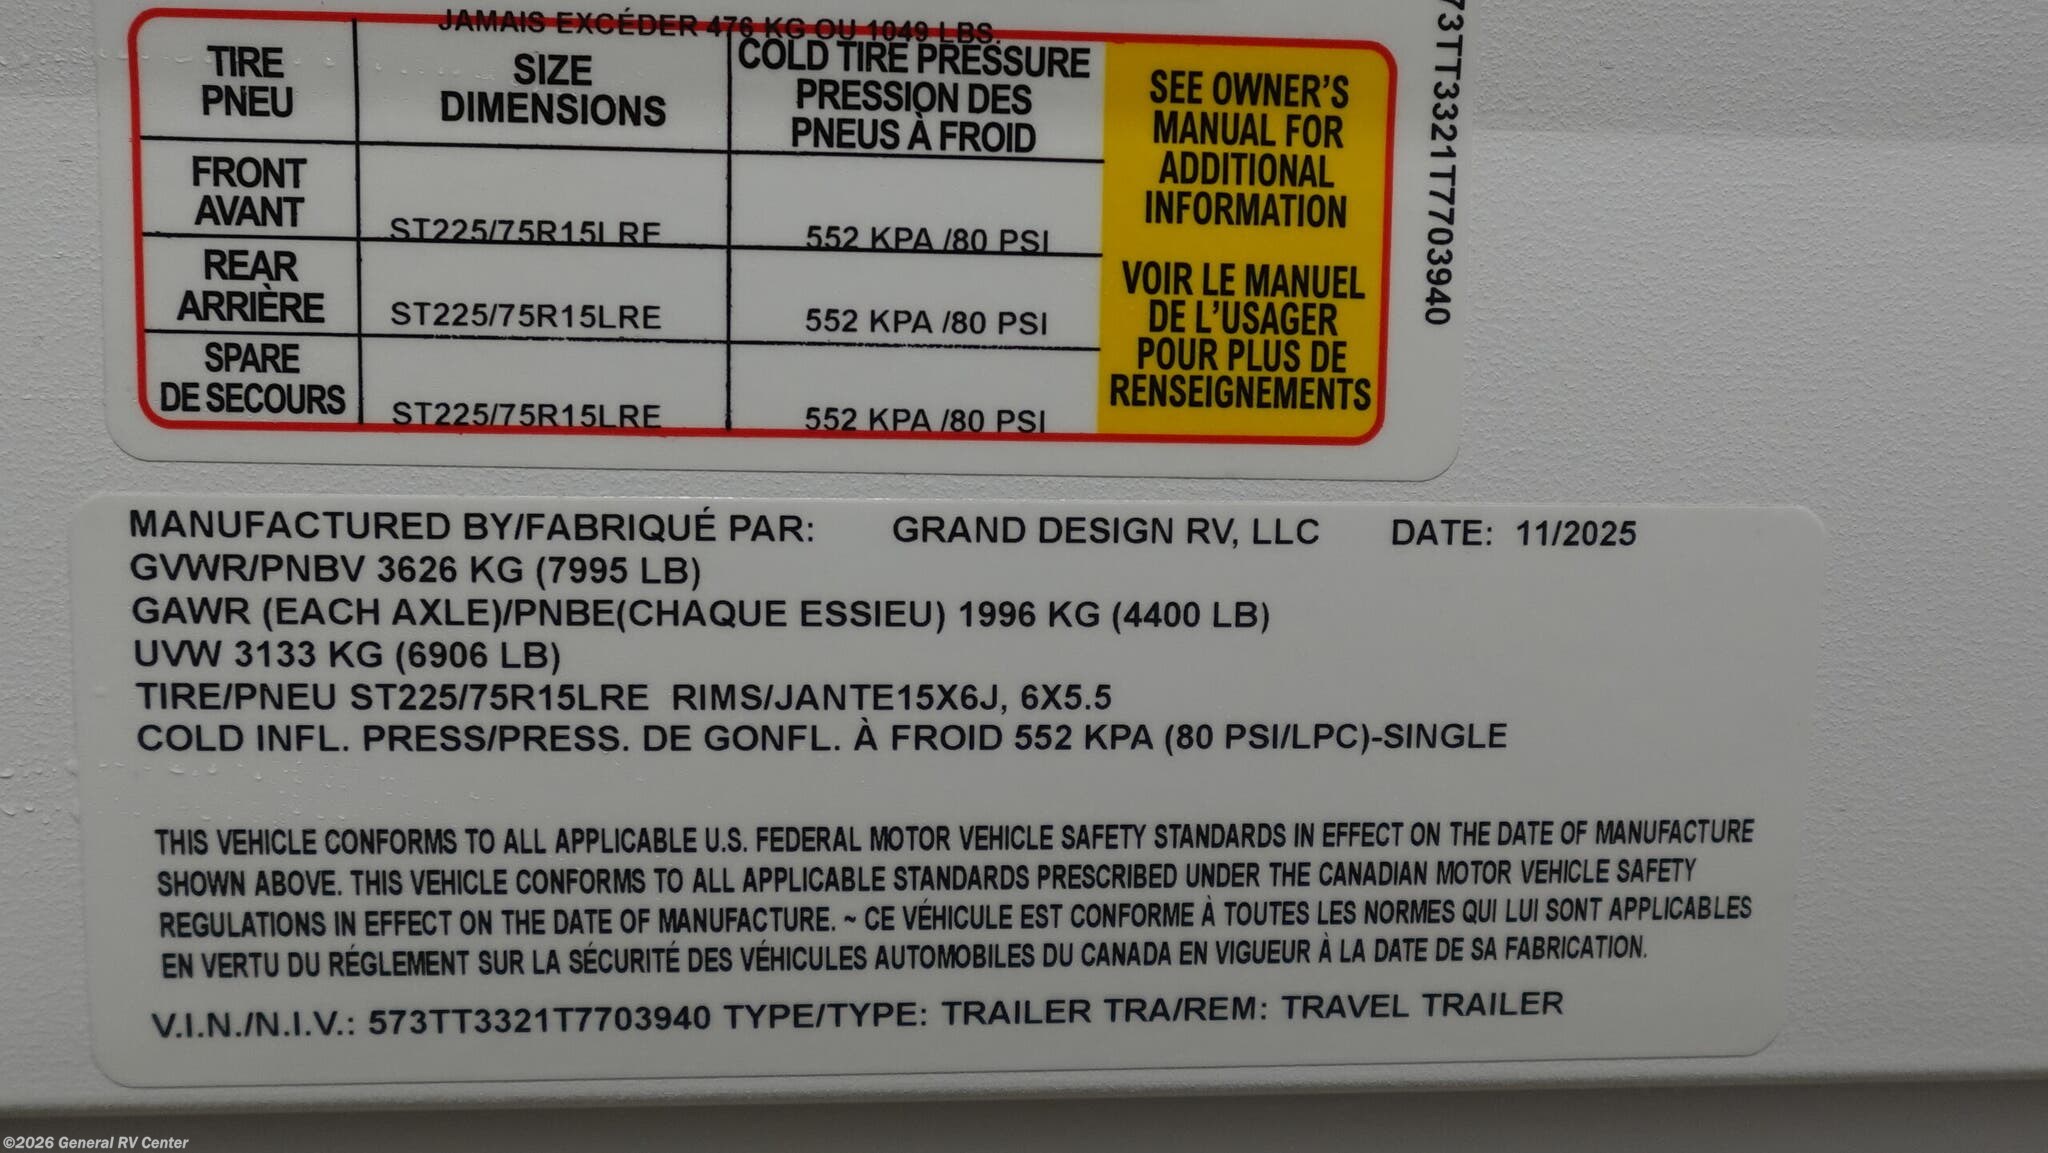 JAMAIS EXCÉDER 476 KG OU 1049 LBS.
TIRE
PNEU
SIZE
DIMENSIONS
COLD TIRE PRESSURE
PRESSION DES
PNEUS À FROID
SEE OWNER'S
MANUAL FOR
ADDITIONAL
INFORMATION
VOIR LE MANUEL
DE L'USAGER
POUR PLUS DE
RENSEIGNEMENTS
FRONT
AVANT
ST225/75R15LRE
552 KPA /80 PSI
REAR
ARRIÈRE
ST225/75R15LRE
552 KPA /80 PSI
SPARE
DE SECOURS
ST225/75R15LRE
552 KPA /80 PSI
73TT3321T7703940
MANUFACTURED BY/FABRIQUÉ PAR: GRAND DESIGN RV, LLC DATE: 11/2025
GVWR/PNBV 3626 KG (7995 LB)
GAWR (EACH AXLE)/PNBE(CHAQUE ESSIEU) 1996 KG (4400 LB)
UVW 3133 KG (6906 LB)
TIRE/PNEU ST225/75R15LRE RIMS/JANTE15X6J, 6X5.5
COLD INFL. PRESS/PRESS. DE GONFL. À FROID 552 KPA (80 PSI/LPC)-SINGLE
THIS VEHICLE CONFORMS TO ALL APPLICABLE U.S. FEDERAL MOTOR VEHICLE SAFETY STANDARDS IN EFFECT ON THE DATE OF MANUFACTURE
SHOWN ABOVE. THIS VEHICLE CONFORMS TO ALL APPLICABLE STANDARDS PRESCRIBED UNDER THE CANADIAN MOTOR VEHICLE SAFETY
REGULATIONS IN EFFECT ON THE DATE OF MANUFACTURE. ~ CE VÉHICULE EST CONFORME À TOUTES LES NORMES QUI LUI SONT APPLICABLES
EN VERTU DU RÉGLEMENT SUR LA SÉCURITÉ DES VÉHICULES AUTOMOBILES DU CANADA EN VIGUEUR À LA DATE DE SA FABRICATION.
V.I.N./N.I.V.: 573TT3321T7703940 TYPE/TYPE: TRAILER TRA/REM: TRAVEL TRAILER
©2026 General RV Center